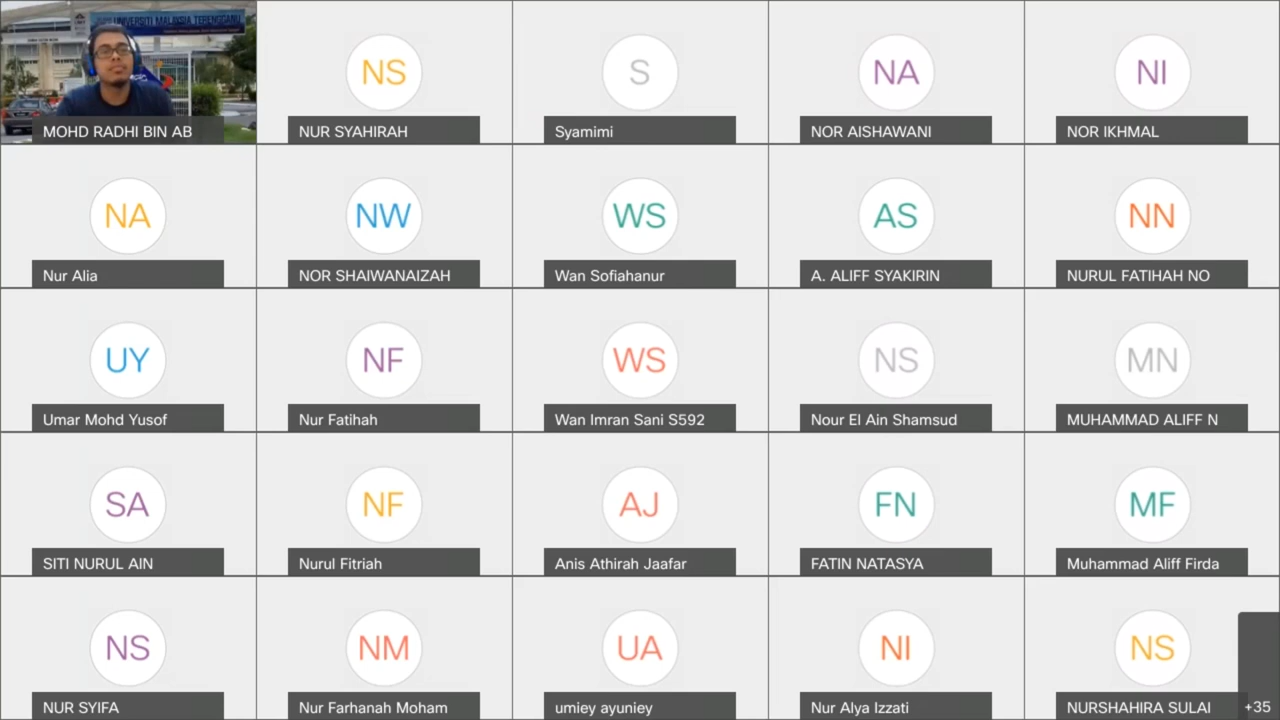 UNIVERSITI MALAYSIA TERENGGANU
MOHD RADHI BIN AB
NS
NUR SYAHIRAH
S
Syamimi
NA
NOR AISHAWANI
NI
NOR IKHMAL
NA
Nur Alia
NW
NOR SHAIWANAIZAH
WS
Wan Sofiahanur
AS
A. ALIFF SYAKIRIN
NN
NURUL FATIHAH NO
UY
Umar Mohd Yusof
NF
Nur Fatihah
WS
Wan Imran Sani S592
NS
Nour El Ain Shamsud
MN
MUHAMMAD ALIFF N
SA
SITI NURUL AIN
NF
Nurul Fitriah
AJ
Anis Athirah Jaafar
FN
FATIN NATASYA
MF
Muhammad Aliff Firda
NS
NUR SYIFA
NM
Nur Farhanah Moham
UA
umiey ayuniey
NI
Nur Alya Izzati
NS
NURSHAHIRA SULAI
+35